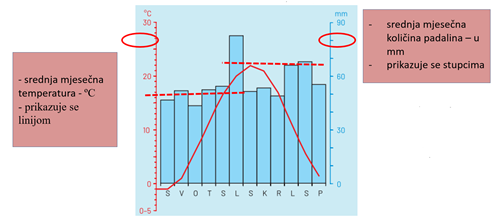 °C
mm
30
20
10
0
0-5
90
60
30
0
S V O T S L S K R L S P
- srednja mjesečna
temperatura - °C
- prikazuje se
linijom
- srednja mjesečna
količina padalina – u
mm
- prikazuje se stupcima